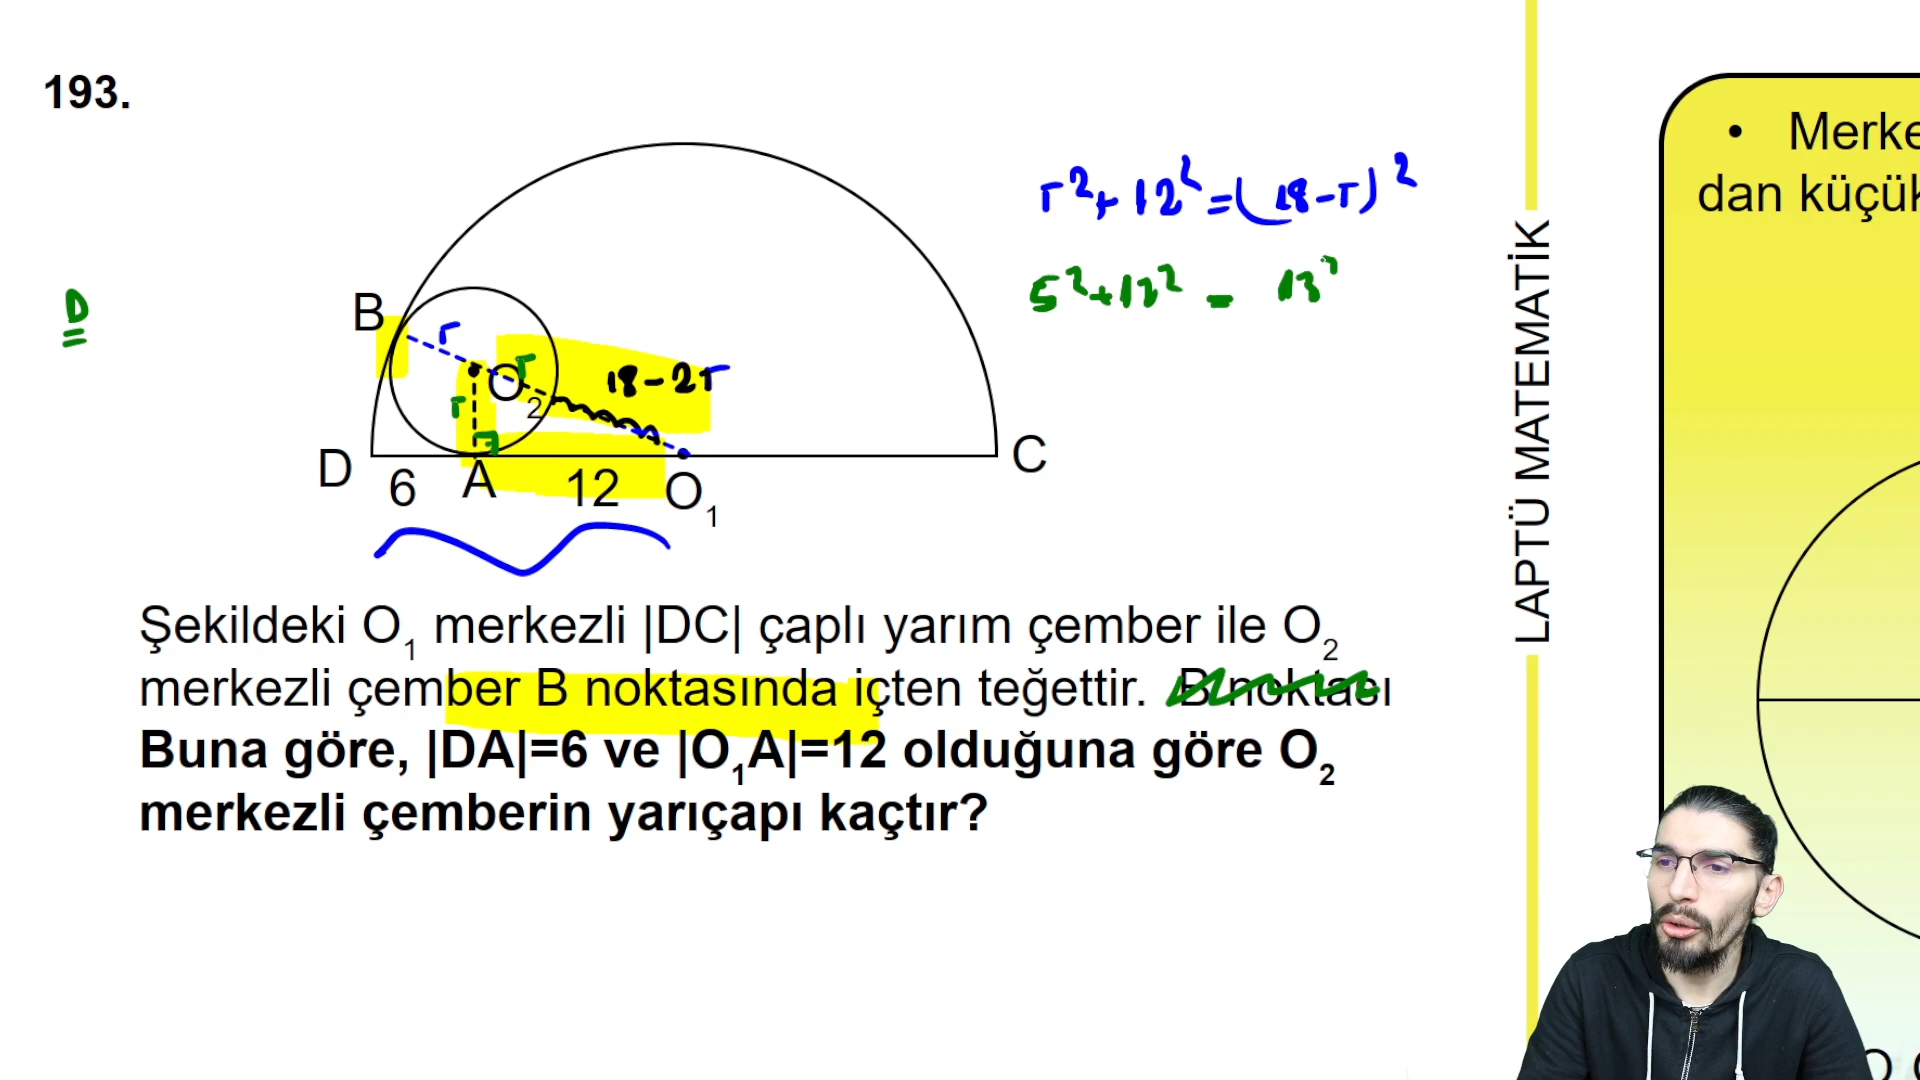 193.
r²+12²=(18-r)²
5²+12² = 13²
D
B
r
r
18-2r
O2
r
D
6
A
12
O1
C
Şekildeki O1 merkezli |DC| çaplı yarım çember ile O2
merkezli çember B noktasında içten teğettir. B noktası
Buna göre, |DA|=6 ve |O1A|=12 olduğuna göre O2
merkezli çemberin yarıçapı kaçtır?
LAPTÜ MATEMATİK
• Merke
dan küçük